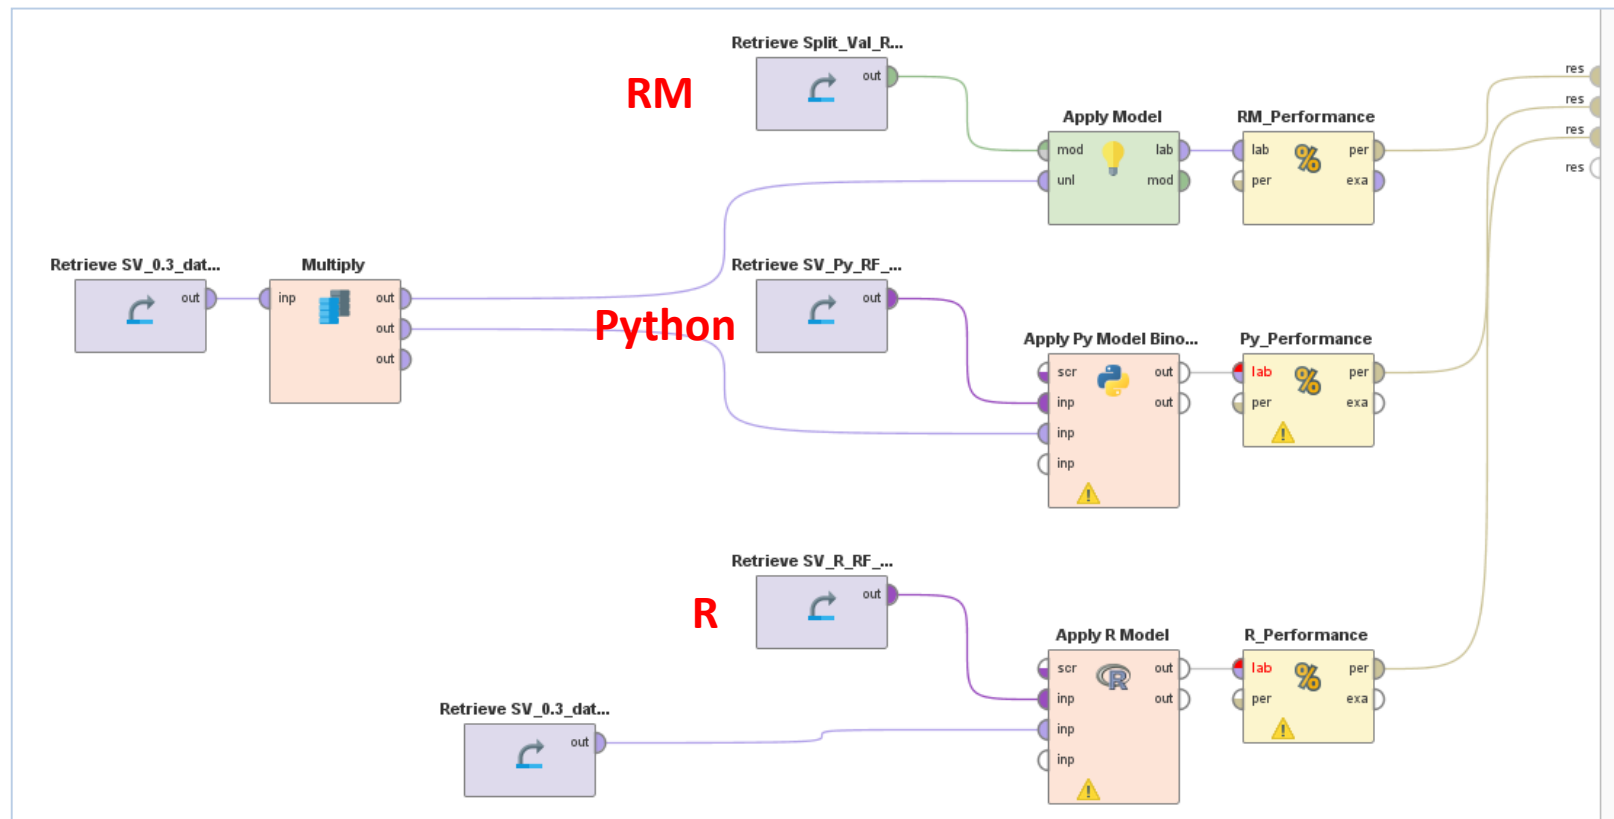 Retrieve Split_Val_R...
out
RM
res
res
res
res
Apply Model
mod
lab
unl
mod
RM_Performance
lab
per
per
exa
Retrieve SV_0.3_dat...
out
Multiply
inp
out
out
out
Retrieve SV_Py_RF_...
out
Python
Apply Py Model Bino...
scr
out
inp
out
inp
inp
Py_Performance
lab
per
per
exa
Retrieve SV_R_RF_...
out
R
Apply R Model
scr
out
inp
out
inp
inp
R
R_Performance
lab
per
per
exa
Retrieve SV_0.3_dat...
out